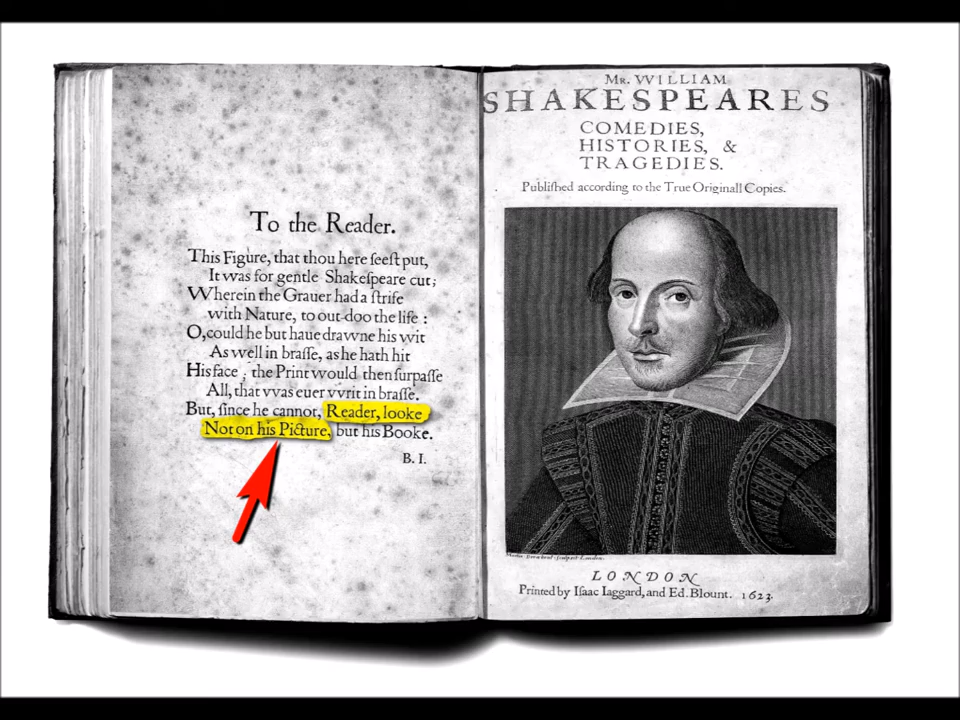 To the Reader.
This Figure, that thou here ſeeſt put,
It was for gentle Shakeſpeare cut;
Wherein the Grauer had a ſtrife
with Nature, to out-doo the life :
O, could he but haue drawne his wit
As well in braſſe, as he hath hit
His face ; the Print would then ſurpaſſe
All, that vvas euer vvrit in braſſe.
But, ſince he cannot, Reader, looke
Not on his Picture, but his Booke.
B. I.
MR. WILLIAM
SHAKESPEARES
COMEDIES,
HISTORIES, &
TRAGEDIES.
Publiſhed according to the True Originall Copies.
sculpsit London.
LONDON
Printed by Iſaac Iaggard, and Ed. Blount. 1623.